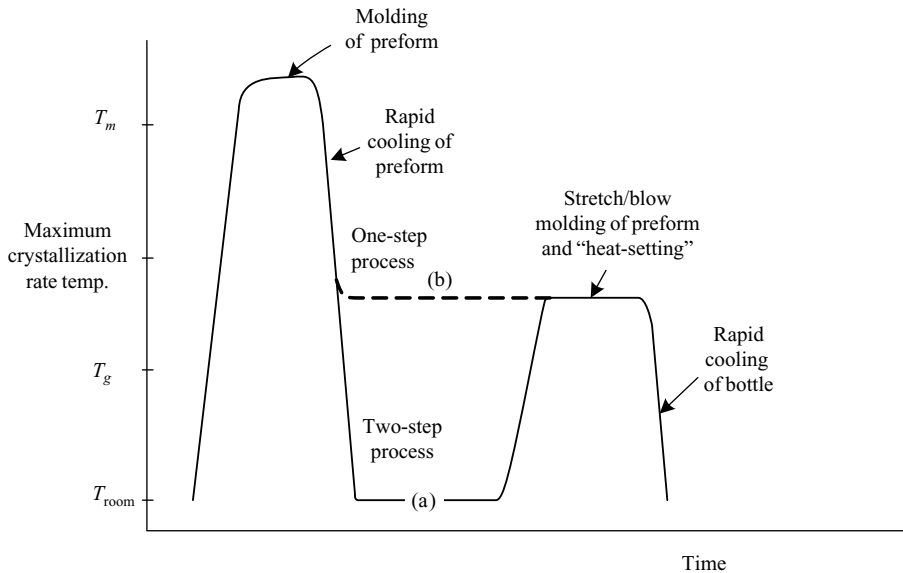 Molding
of preform
T_m
Rapid
cooling of
preform
Stretch/blow
molding of preform
and “heat-setting”
Maximum
crystallization
rate temp.
One-step
process
(b)
Rapid
cooling
of bottle
T_g
Two-step
process
T_room
(a)
Time